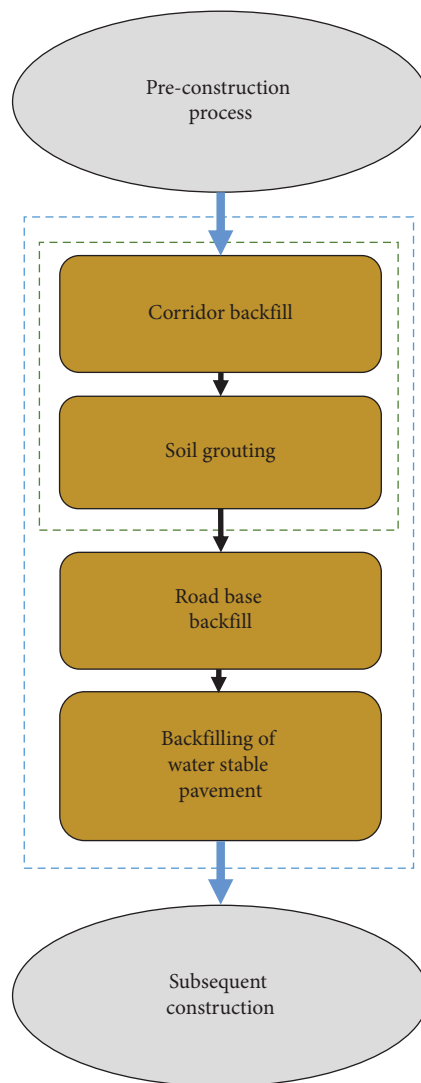 Pre-construction
process
Corridor backfill
Soil grouting
Road base
backfill
Backfilling of
water stable
pavement
Subsequent
construction